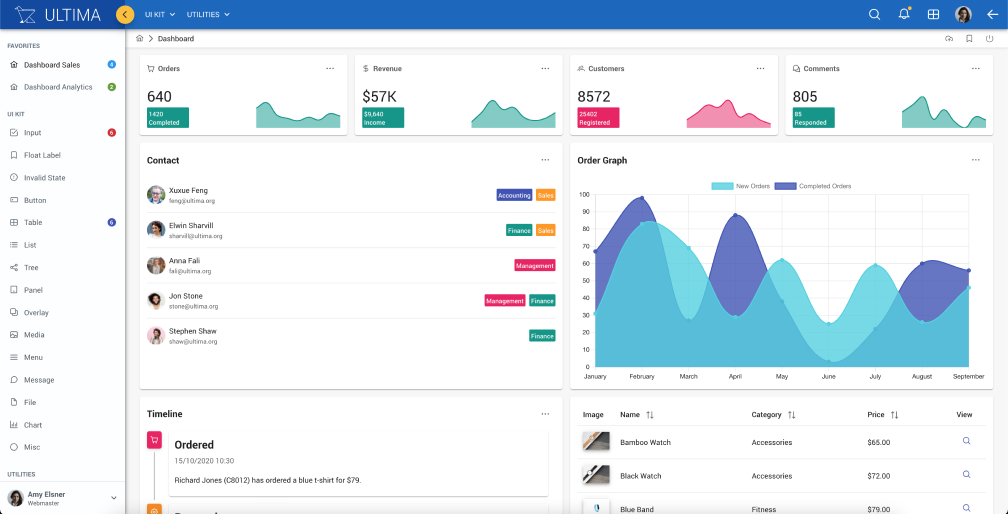 ULTIMA
UI KIT
UTILITIES
FAVORITES
Dashboard Sales 4
Dashboard Analytics 2
UI KIT
Input 6
Float Label
Invalid State
Button
Table 6
List
Tree
Panel
Overlay
Media
Menu
Message
File
Chart
Misc
UTILITIES
Amy Elsner
Webmaster
Dashboard
Orders
640
1420
Completed
Revenue
$57K
$9,640
Income
Customers
8572
25402
Registered
Comments
805
85
Responded
Contact
Xuxue Feng
feng@ultima.org
Accounting Sales
Elwin Sharvill
sharvill@ultima.org
Finance Sales
Anna Fali
fali@ultima.org
Management
Jon Stone
stone@ultima.org
Management Finance
Stephen Shaw
shaw@ultima.org
Finance
Order Graph
New Orders Completed Orders
100
90
80
70
60
50
40
30
20
10
0
January February March April May June July August September
Timeline
Ordered
15/10/2020 10:30
Richard Jones (C8012) has ordered a blue t-shirt for $79.
Image Name Category Price View
Bamboo Watch Accessories $65.00
Black Watch Accessories $72.00
Blue Band Fitness $79.00